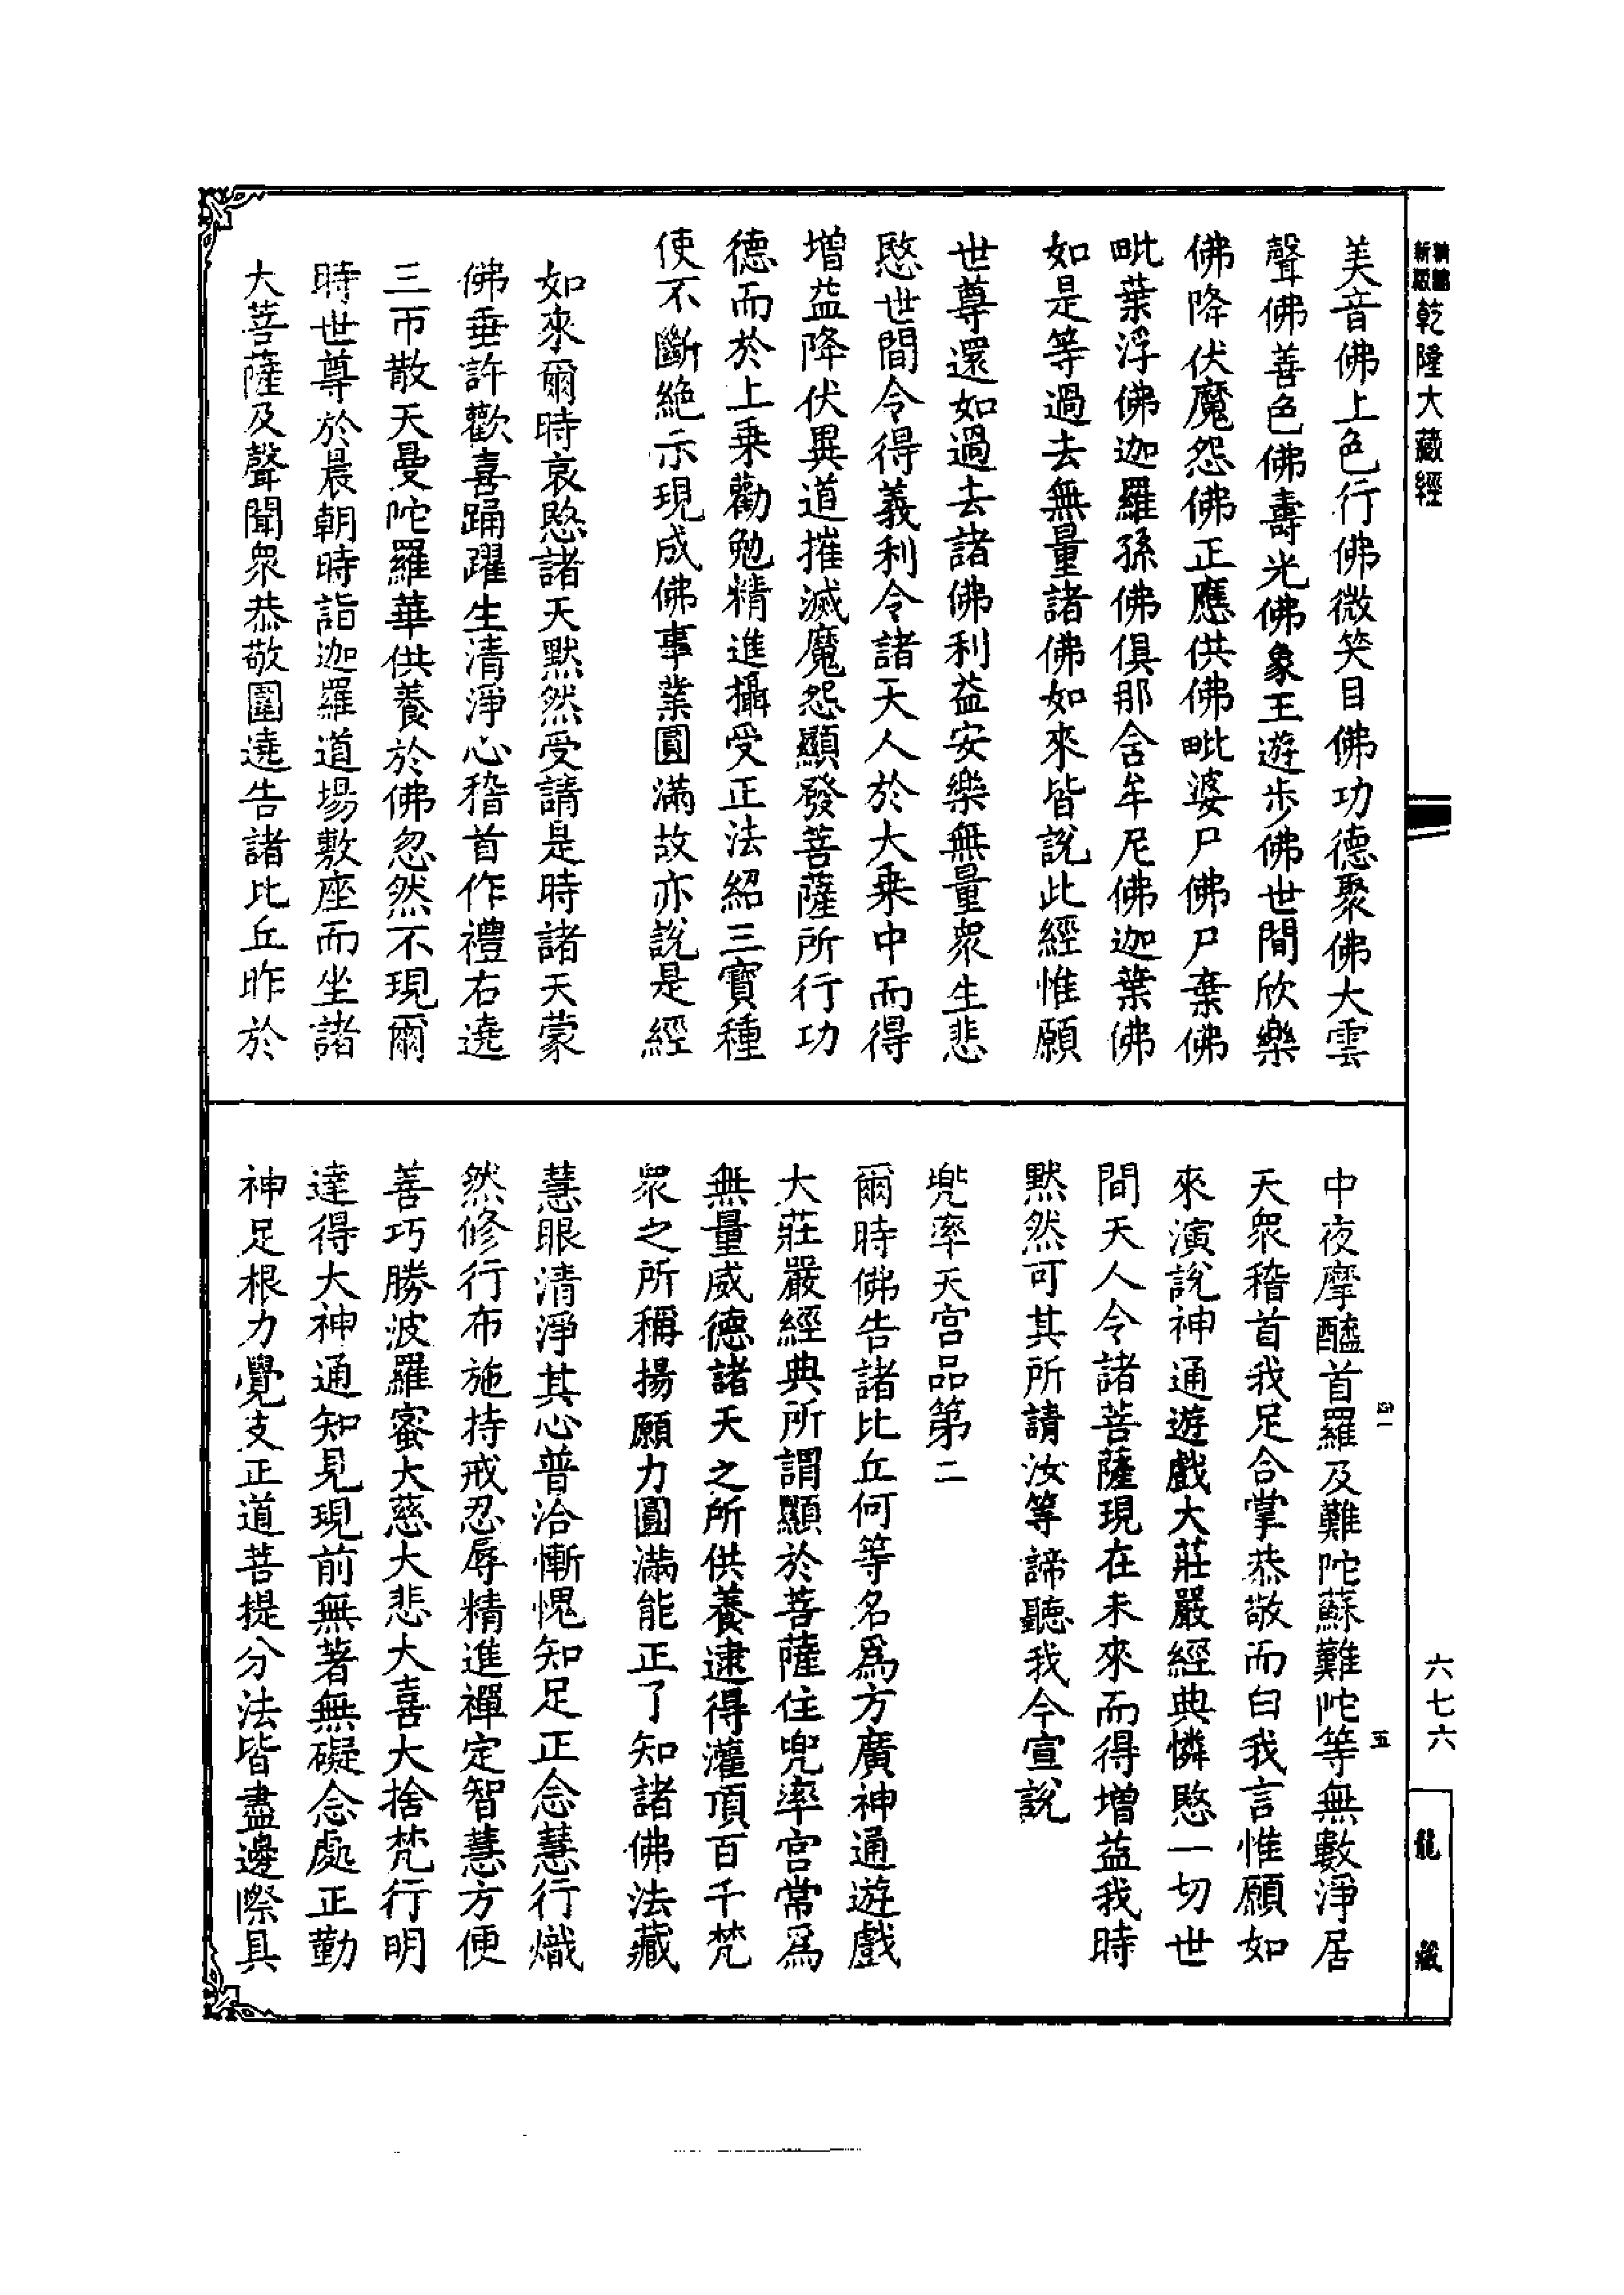 乾隆大藏經
美音佛上色行佛微笑目佛功德聚佛大雲
聲佛善色佛壽光佛象王遊步佛世間欣樂
佛降伏魔怨佛正應供佛毗婆尸佛尸棄佛
毗葉浮佛迦羅孫佛俱那舍牟尼佛迦葉佛
如是等過去無量諸佛如來皆說此經惟願
世尊還如過去諸佛利益安樂無量衆生悲
愍世間令得義利令諸天人於大乗中而得
增益降伏異道摧滅魔怨顯發菩薩所行功
德而於上乗勸勉精進攝受正法紹三寶種
使不斷絶示現成佛事業圓滿故亦說是經
如來爾時哀愍諸天默然受請是時諸天蒙
佛垂許歡喜踊躍生清淨心稽首作禮右遶
三帀散天曼陀羅華供養於佛忽然不現爾
時世尊於晨朝時詣迦羅道場敷座而坐諸
大菩薩及聲聞衆恭敬圍遶告諸比丘昨於
中夜摩醯首羅及難陀蘇難陀等無數淨居
天衆稽首我足合掌恭敬而白我言惟願如
來演說神通遊戲大莊嚴經典憐愍一切世
間天人令諸菩薩現在未來而得增益我時
默然可其所請汝等諦聽我今宣說
兜率天宫品第二
爾時佛告諸比丘何等名爲方廣神通遊戲
大莊嚴經典所謂顯於菩薩住兜率宫常爲
無量威德諸天之所供養逮得灌頂百千梵
衆之所稱揚願力圓滿能正了知諸佛法藏
慧眼清淨其心普洽慚愧知足正念慧行熾
然修行布施持戒忍辱精進禪定智慧方便
善巧勝波羅蜜大慈大悲大喜大捨梵行明
達得大神通知見現前無著無礙念處正勤
神足根力覺支正道菩提分法皆盡邊際具
五
六七六
龍藏